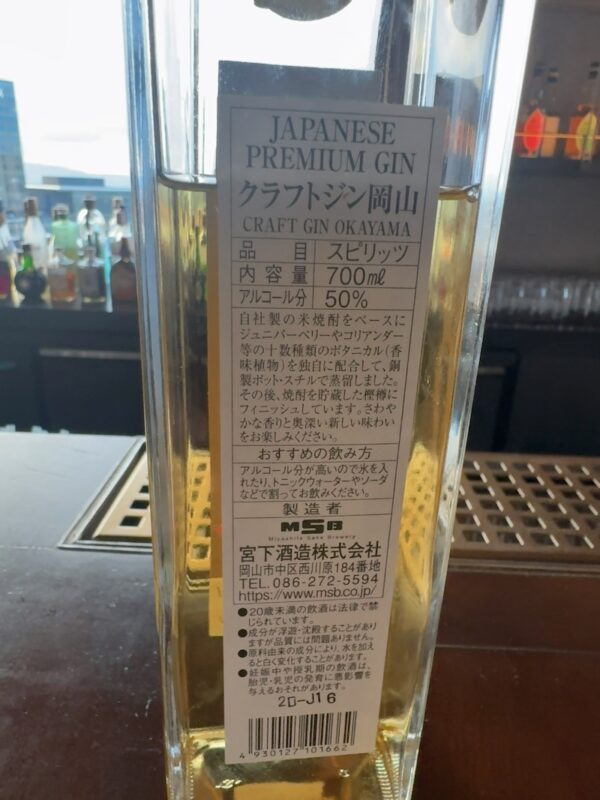 JAPANESE
PREMIUM GIN
クラフトジン岡山
CRAFT GIN OKAYAMA
品目 スピリッツ
内容量 700mℓ
アルコール分 50%
自社製の米焼酎をベースに
ジュニパーベリーやコリアンダー
等の十数種類のボタニカル(香
味植物)を独自に配合して、銅
製ポット・スチルで蒸留しました。
その後、焼酎を貯蔵した樫樽に
フィニッシュしています。さわや
かな香りと奥深い新しい味わい
をお楽しみください。
おすすめの飲み方
アルコール分が高いので氷を入
れたり、トニックウォーターやソーダ
などで割ってお飲みください。
製造者
MSB
Miyashita Sake Brewery
宮下酒造株式会社
岡山市中区西川原184番地
TEL.086-272-5594
https://www.msb.co.jp/
●20歳未満の飲酒は法律で禁
じられています。
●成分が浮遊・沈殿することがあり
ますが品質には問題ありません。
●原料由来の成分により、水を加え
ると白く変化することがあります。
●妊娠中や授乳期の飲酒は、
胎児・乳児の発育に悪影響を
与えるおそれがあります。
20-J16
4 930127 101662